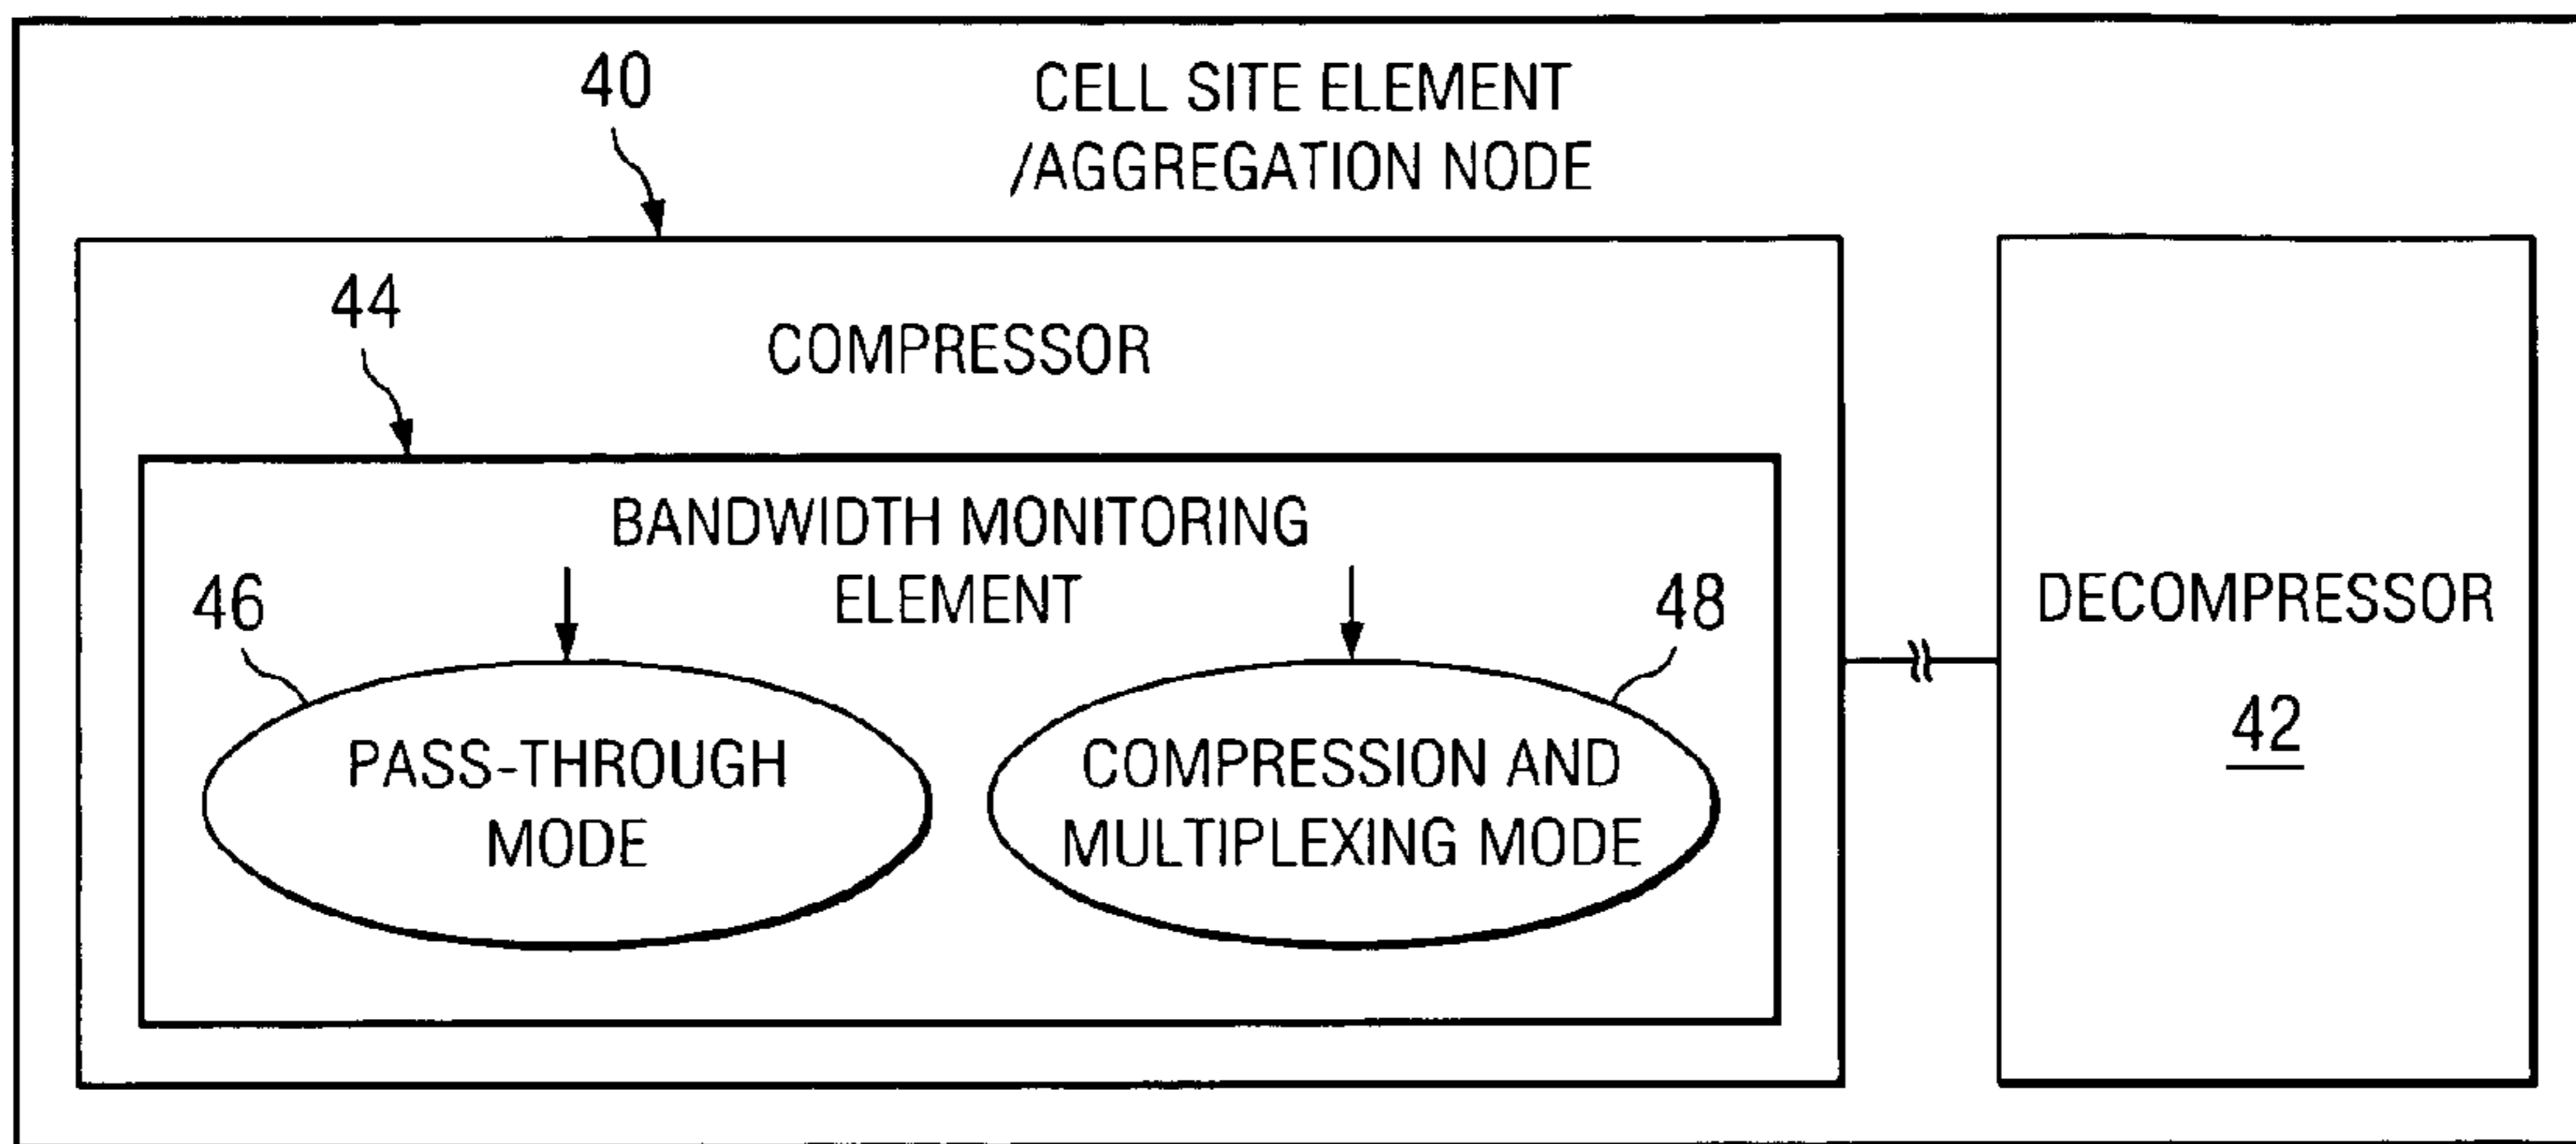 40
CELL SITE ELEMENT
/AGGREGATION NODE
44
COMPRESSOR
BANDWIDTH MONITORING
ELEMENT
46
48
PASS-THROUGH
MODE
COMPRESSION AND
MULTIPLEXING MODE
DECOMPRESSOR
42